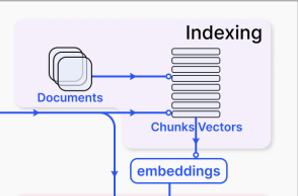 Indexing
Documents
Chunks Vectors
embeddings